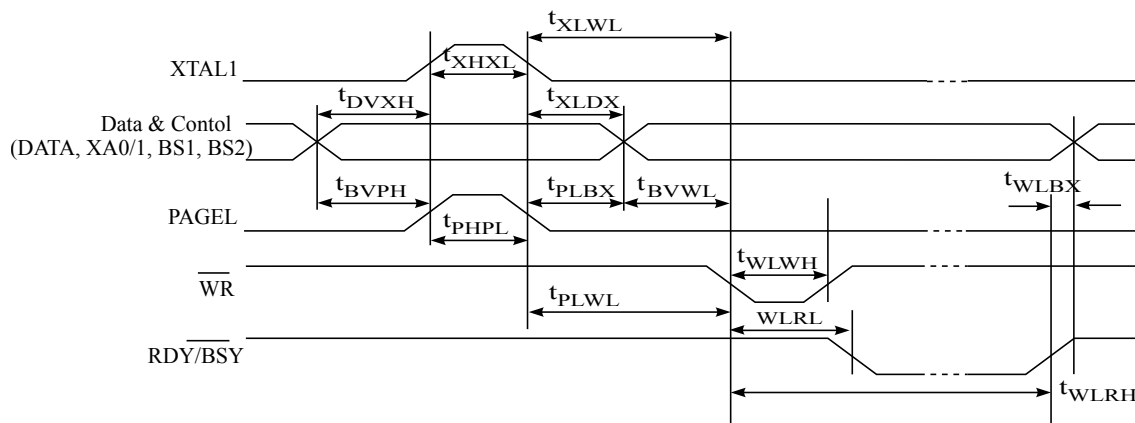 tXLWL
XTAL1
tXHXL
tDVXH
tXLDX
Data & Contol
(DATA, XA0/1, BS1, BS2)
tBVPH
tPLBX
tBVWL
tWLBX
PAGEL
tPHPL
tWLWH
WR
tPLWL
WLRL
RDY/BSY
tWLRH